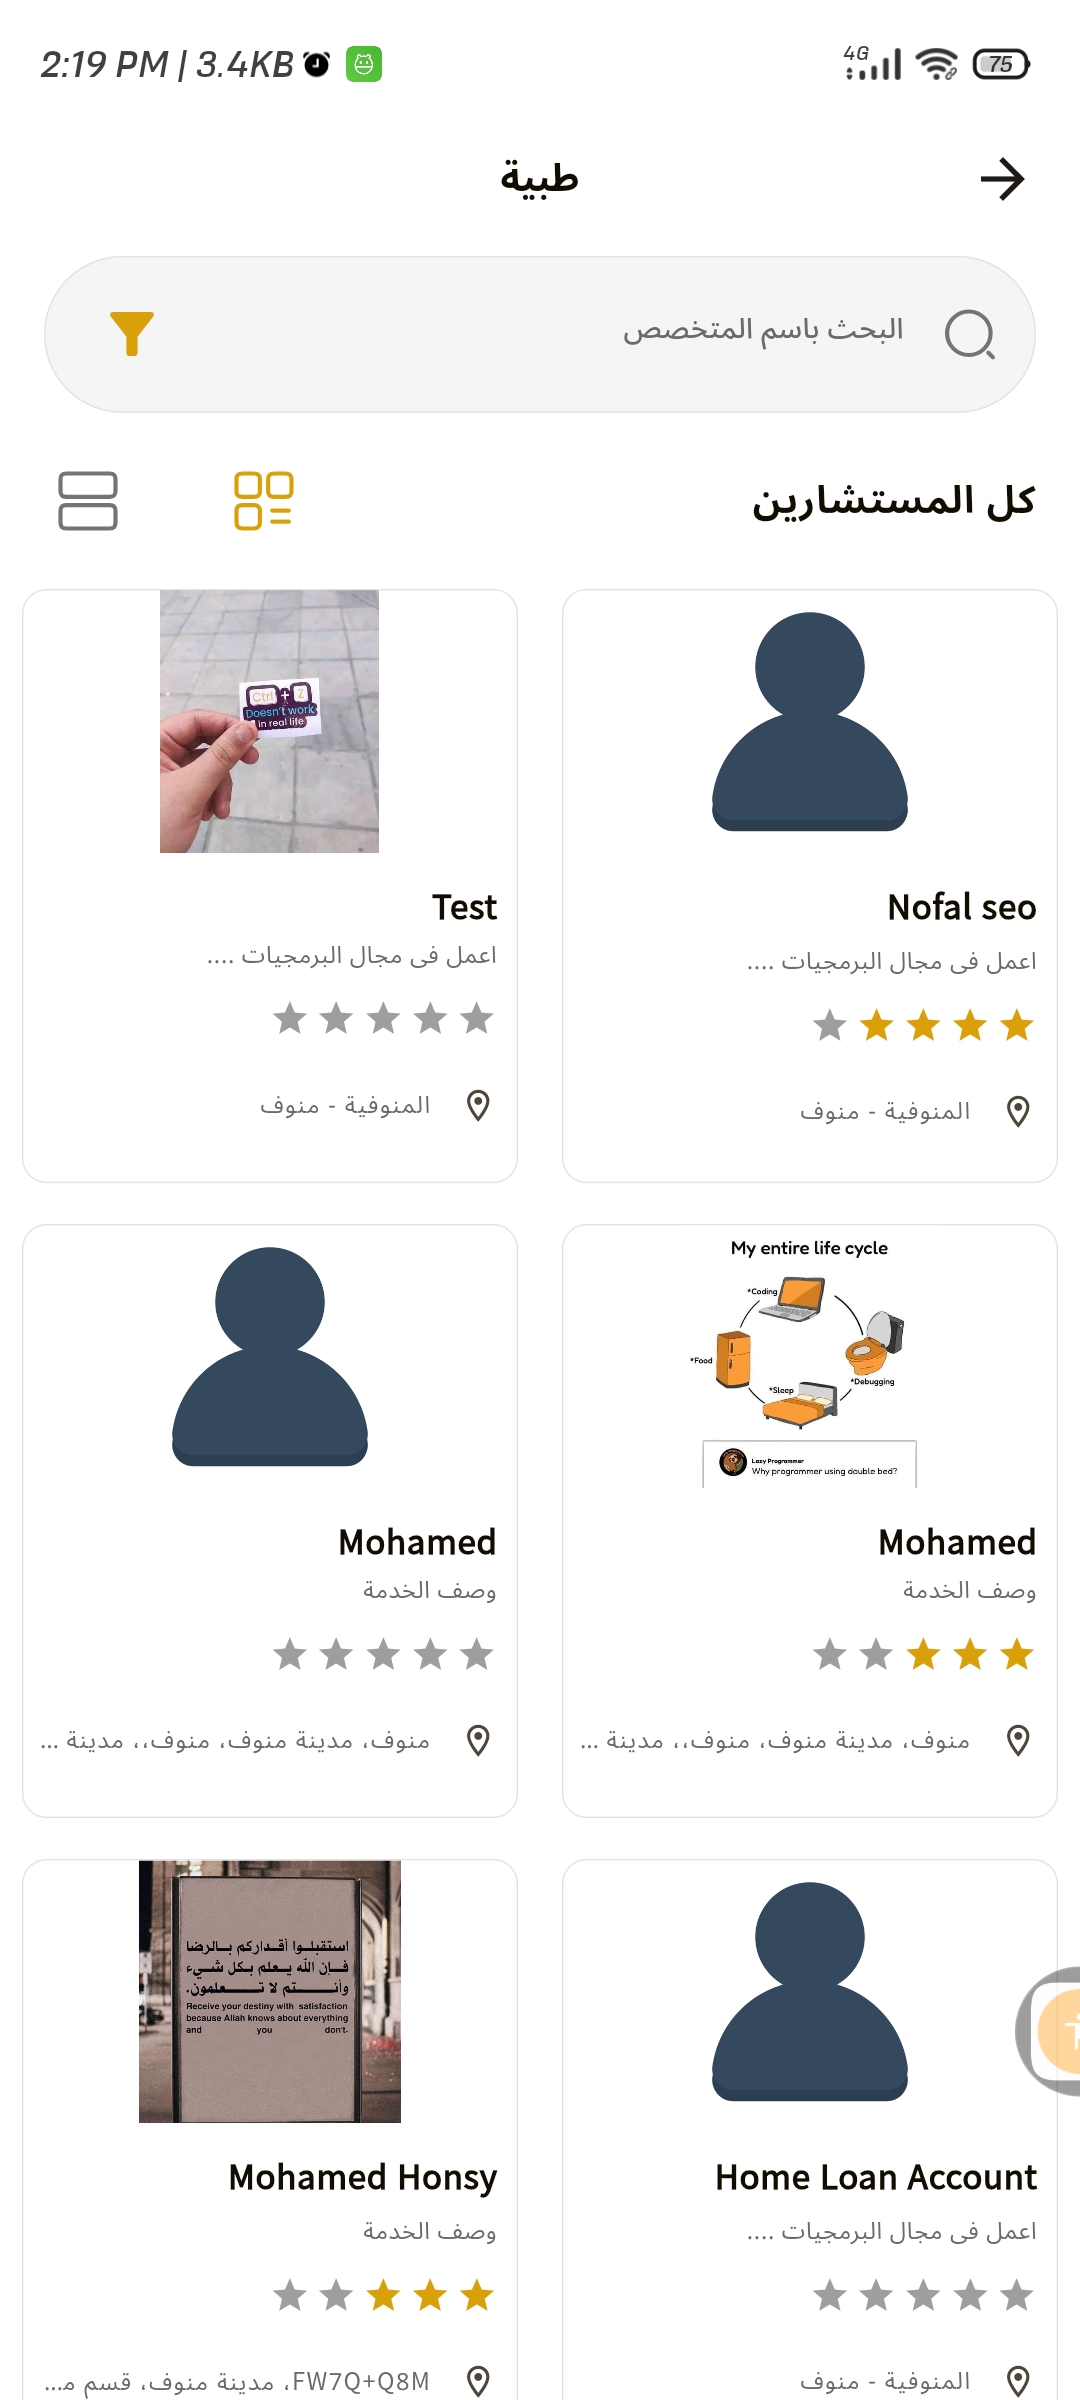 2:19 PM | 3.4KB
4G
75
طبية
البحث باسم المتخصص
كل المستشارين
Nofal seo
اعمل فى مجال البرمجيات ....
المنوفية - منوف
Ctrl + Z
Doesn't work
in real life
Test
اعمل فى مجال البرمجيات ....
المنوفية - منوف
My entire life cycle
*Coding
*Food
*Debugging
*Sleep
Lazy Programmer
Why programmer using double bed?
Mohamed
وصف الخدمة
منوف، مدينة منوف، منوف،، مدينة ...
Mohamed
وصف الخدمة
منوف، مدينة منوف، منوف،، مدينة ...
Home Loan Account
اعمل فى مجال البرمجيات ....
المنوفية - منوف
استقبلوا أقداركم بالرضا
فإن الله يعلم بكل شيء
وأنتم لا تعلمون.
Receive your destiny with satisfaction
because Allah knows about everything
and you don't.
Mohamed Honsy
وصف الخدمة
FW7Q+Q8M، مدينة منوف، قسم م...